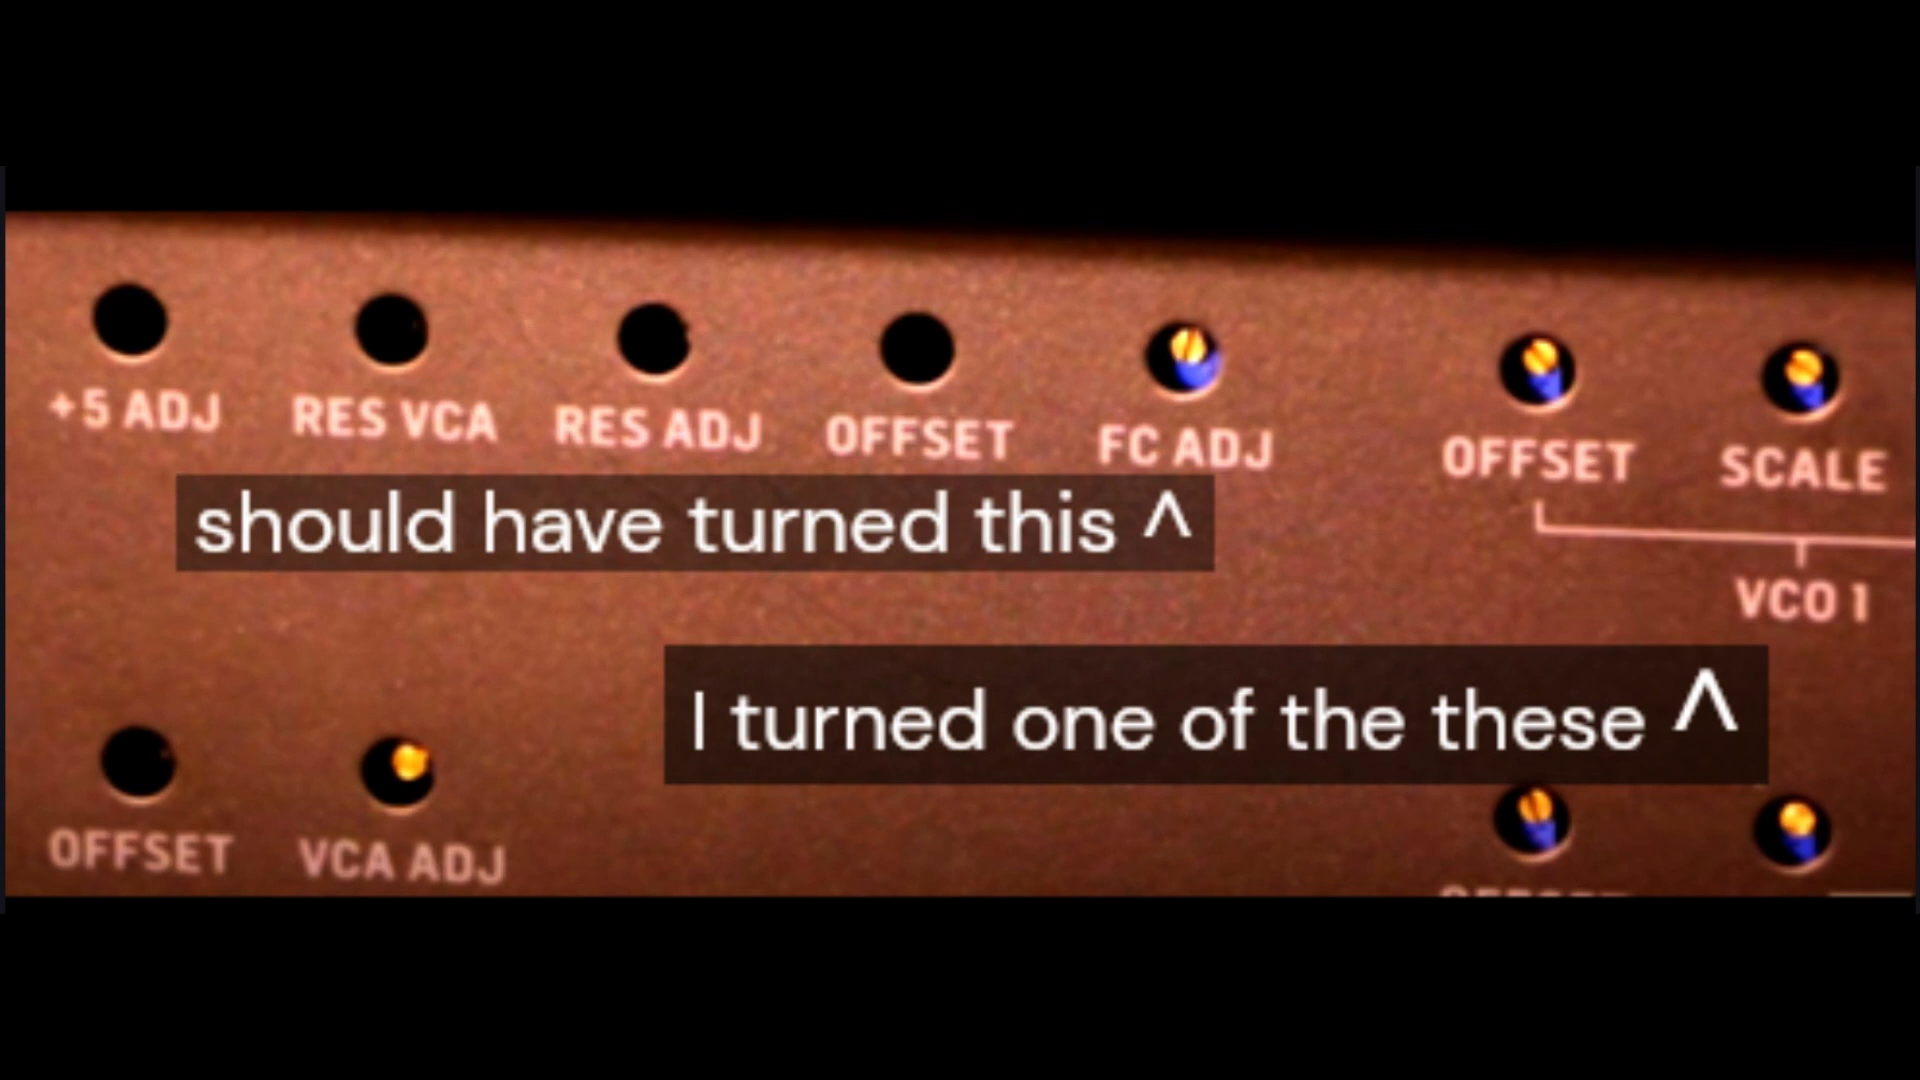 +5 ADJ RES VCA RES ADJ OFFSET FC ADJ OFFSET SCALE
should have turned this ^
VCO 1
I turned one of the these ^
OFFSET VCA ADJ